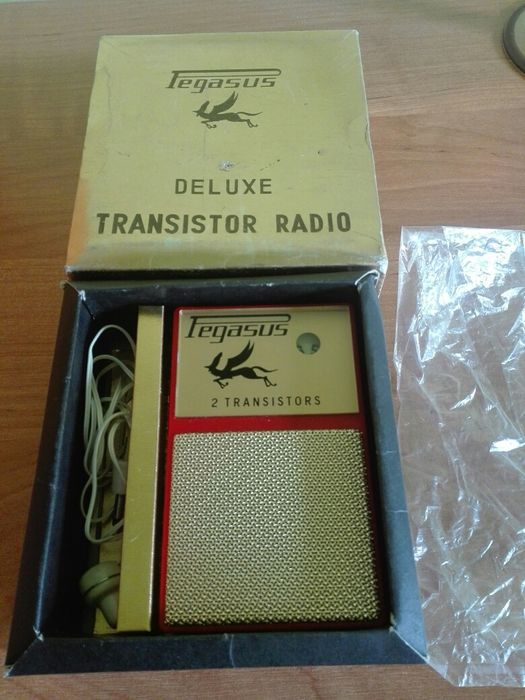 Pegasus
DELUXE
TRANSISTOR RADIO
Pegasus
2 TRANSISTORS